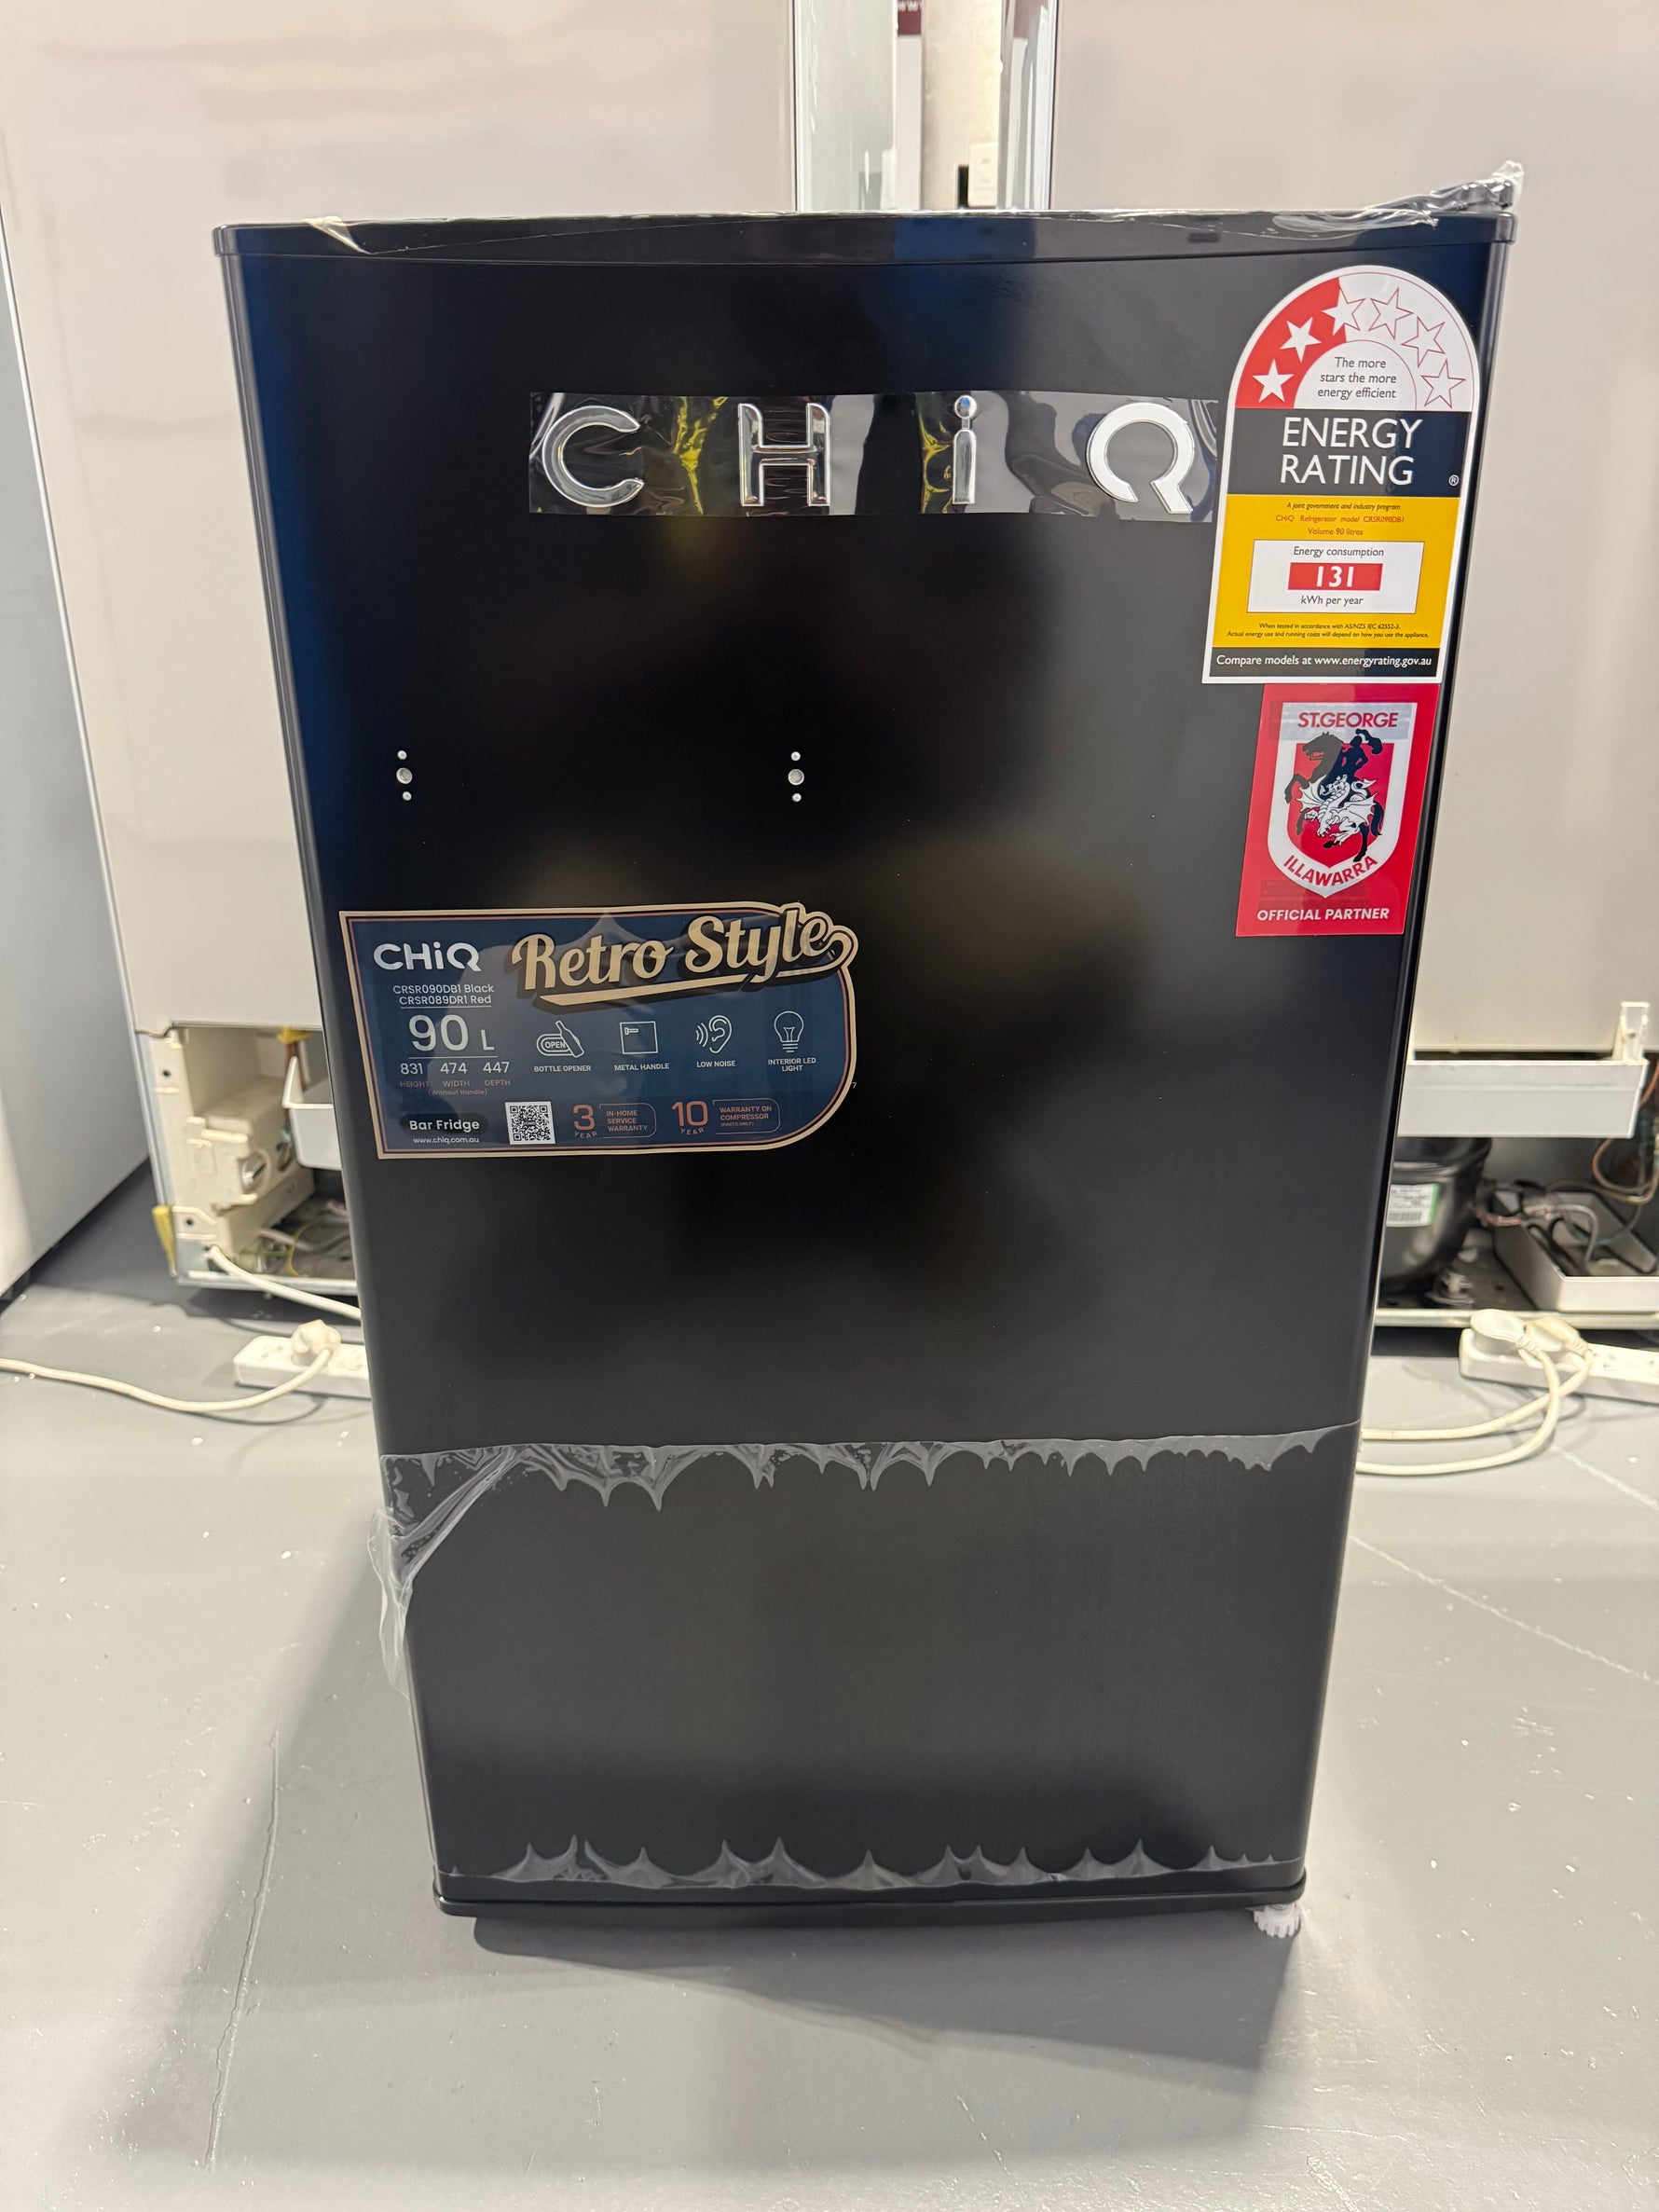 CHiQ
The more
stars the more
energy efficient
ENERGY
RATING
®
A joint government and industry program
CHiQ Refrigerator model CRSR090DB1
Volume 90 litres
Energy consumption
131
kWh per year
When tested in accordance with AS/NZS IEC 62552-3.
Actual energy use and running costs will depend on how you use the appliance.
Compare models at www.energyrating.gov.au
ST.GEORGE
ILLAWARRA
OFFICIAL PARTNER
CHiQ
Retro Style
CRSR090DB1 Black
CRSR089DR1 Red
90 L
831 474 447
HEIGHT WIDTH DEPTH
(Without Handle)
OPEN
BOTTLE OPENER
METAL HANDLE
LOW NOISE
INTERIOR LED
LIGHT
Bar Fridge
www.chiq.com.au
3
YEAR
IN-HOME
SERVICE
WARRANTY
10
YEAR
WARRANTY ON
COMPRESSOR
(PARTS ONLY)